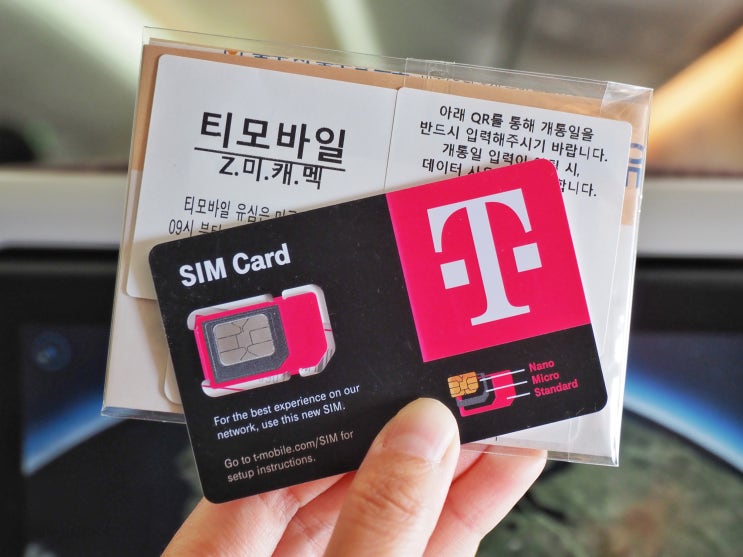 티모바일
Z.미.캐.멕
티모바일 유심은
09시
아래 QR를 통해 개통일을
반드시 입력해주시기 바랍니다.
개통일 입력이
시,
데이터
합니다.
SIM Card
T
Nano
Micro
Standard
For the best experience on our
network, use this new SIM.
Go to t-mobile.com/SIM for
setup instructions.